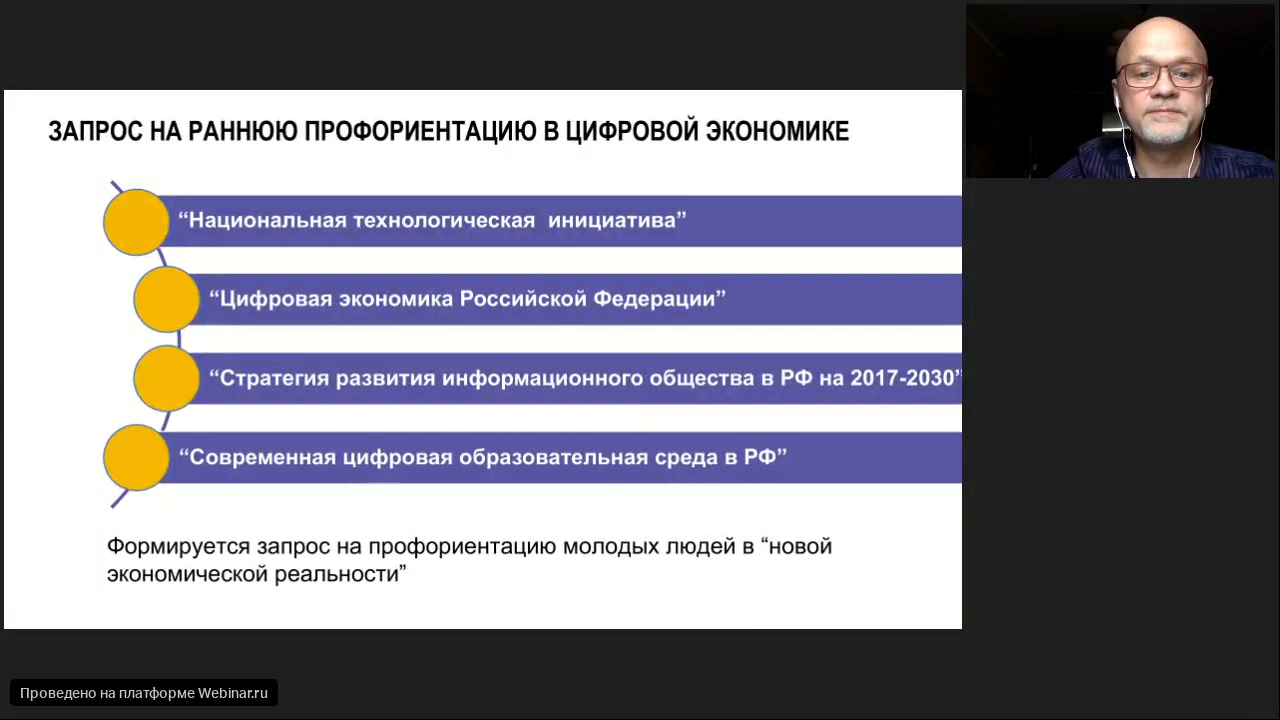 ЗАПРОС НА РАННЮЮ ПРОФОРИЕНТАЦИЮ В ЦИФРОВОЙ ЭКОНОМИКЕ
“Национальная технологическая инициатива”
“Цифровая экономика Российской Федерации”
“Стратегия развития информационного общества в РФ на 2017-2030”
“Современная цифровая образовательная среда в РФ”
Формируется запрос на профориентацию молодых людей в “новой
экономической реальности”
Проведено на платформе Webinar.ru